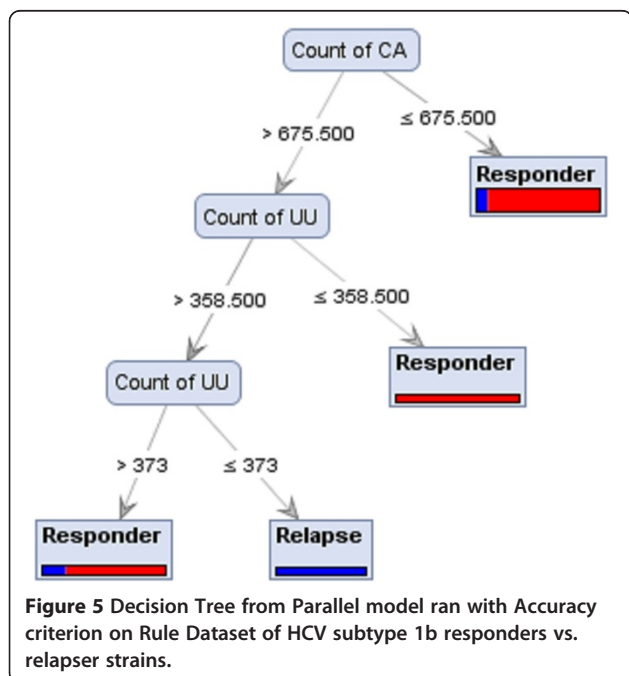 Count of CA
> 675.500
≤ 675.500
Responder
Count of UU
> 358.500
≤ 358.500
Responder
Count of UU
> 373
≤ 373
Responder
Relapse
Figure 5 Decision Tree from Parallel model ran with Accuracy
criterion on Rule Dataset of HCV subtype 1b responders vs.
relapser strains.